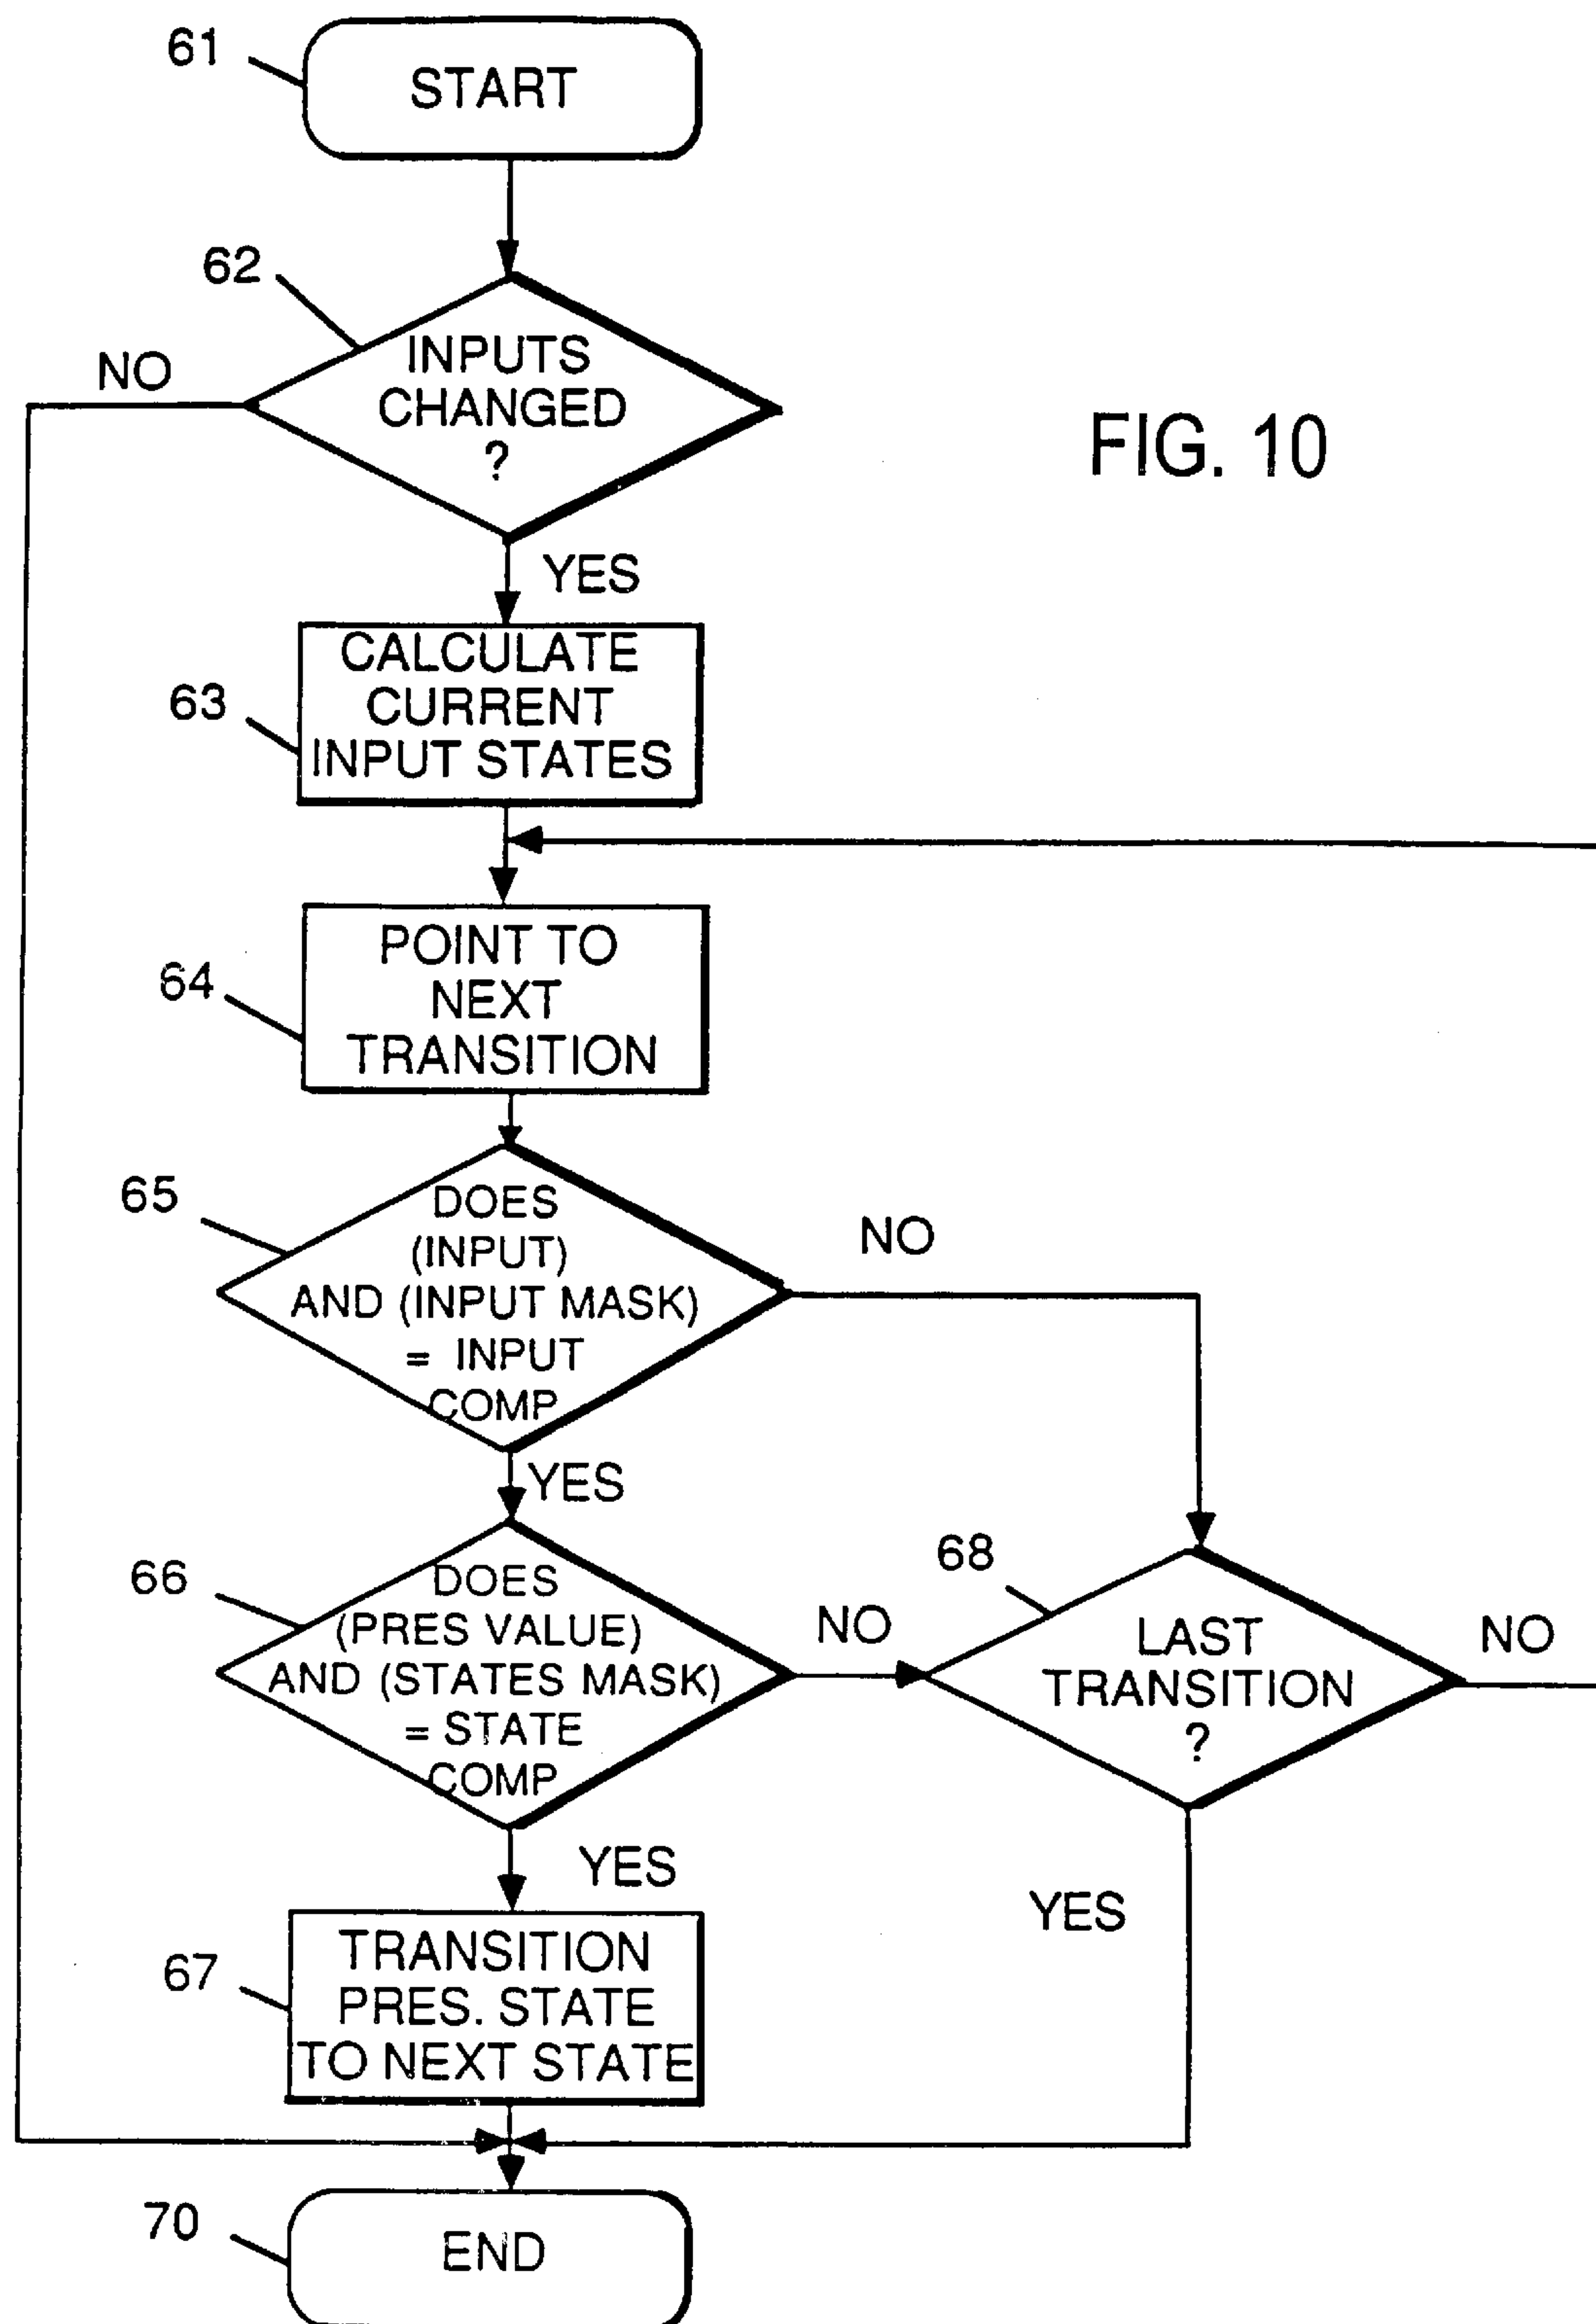 61
START
62
NO
INPUTS
CHANGED
?
FIG. 10
YES
63
CALCULATE
CURRENT
INPUT STATES
64
POINT TO
NEXT
TRANSITION
65
DOES
(INPUT)
AND (INPUT MASK)
= INPUT
COMP
NO
YES
66
DOES
(PRES VALUE)
AND (STATES MASK)
= STATE
COMP
NO
68
LAST
TRANSITION
?
NO
YES
YES
67
TRANSITION
PRES. STATE
TO NEXT STATE
70
END